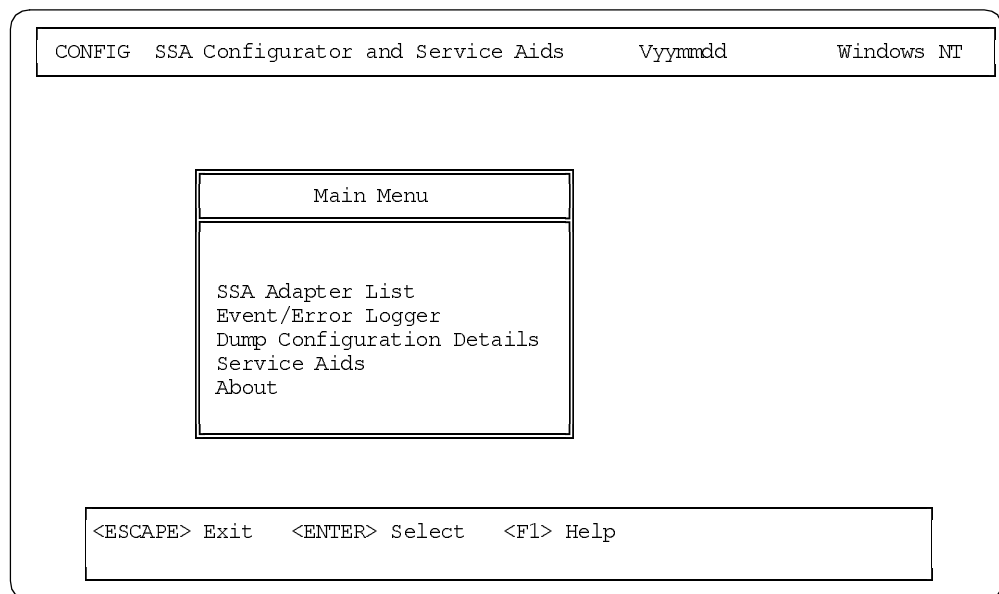 CONFIG SSA Configurator and Service Aids Vyymmdd Windows NT
Main Menu
SSA Adapter List
Event/Error Logger
Dump Configuration Details
Service Aids
About
<ESCAPE> Exit <ENTER> Select <F1> Help